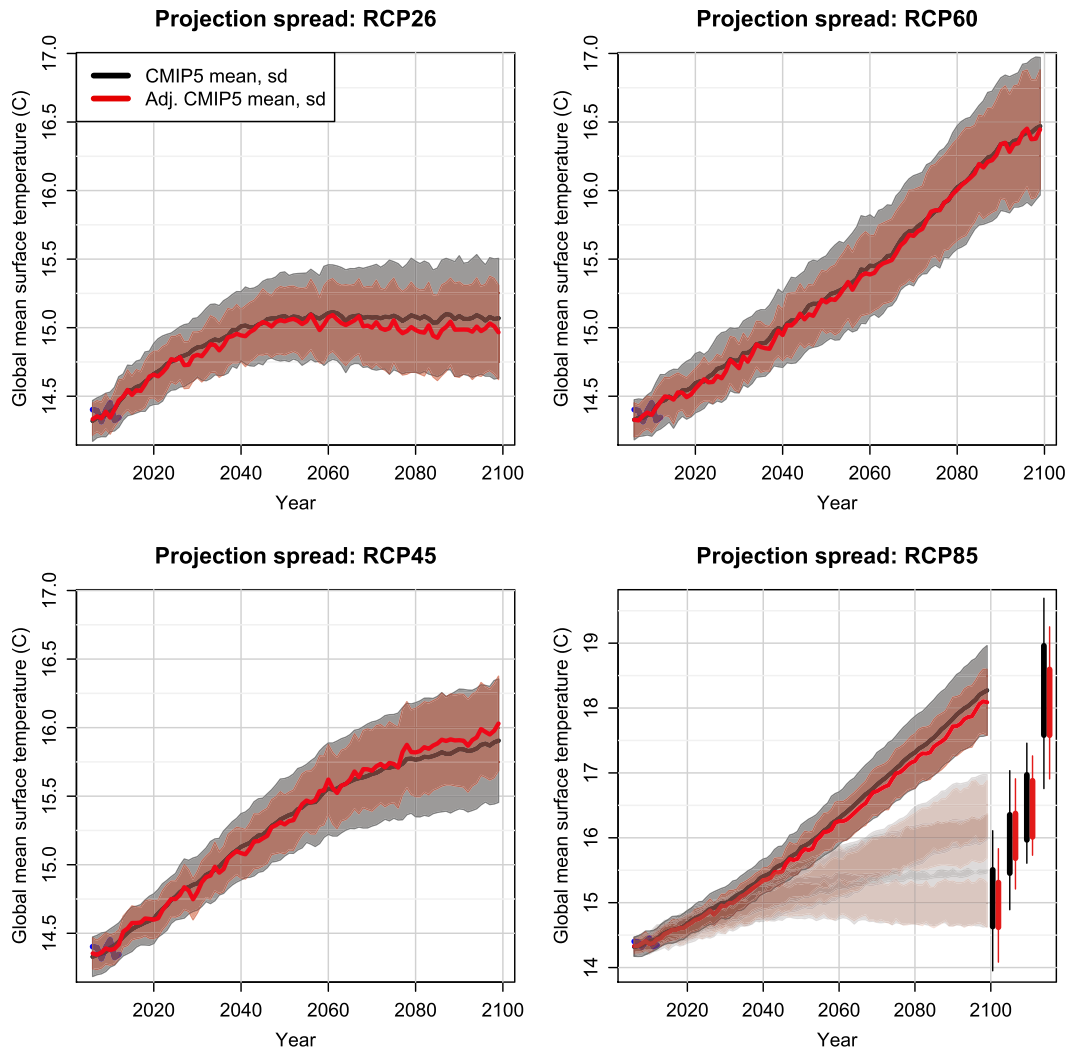 Projection spread: RCP26
Global mean surface temperature (C)
17.0
16.5
16.0
15.5
15.0
14.5
CMIP5 mean, sd
Adj. CMIP5 mean, sd
2020 2040 2060 2080 2100
Year
Projection spread: RCP60
Global mean surface temperature (C)
17.0
16.5
16.0
15.5
15.0
14.5
2020 2040 2060 2080 2100
Year
Projection spread: RCP45
Global mean surface temperature (C)
17.0
16.5
16.0
15.5
15.0
14.5
2020 2040 2060 2080 2100
Year
Projection spread: RCP85
Global mean surface temperature (C)
19
18
17
16
15
14
2020 2040 2060 2080 2100
Year